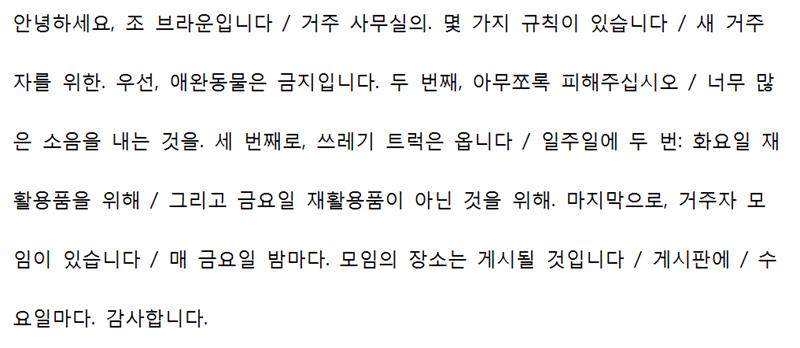 안녕하세요, 조 브라운입니다 / 거주 사무실의. 몇 가지 규칙이 있습니다 / 새 거주
자를 위한. 우선, 애완동물은 금지입니다. 두 번째, 아무쪼록 피해주십시오 / 너무 많
은 소음을 내는 것을. 세 번째로, 쓰레기 트럭은 옵니다 / 일주일에 두 번: 화요일 재
활용품을 위해 / 그리고 금요일 재활용품이 아닌 것을 위해. 마지막으로, 거주자 모
임이 있습니다 / 매 금요일 밤마다. 모임의 장소는 게시될 것입니다 / 게시판에 / 수
요일마다. 감사합니다.